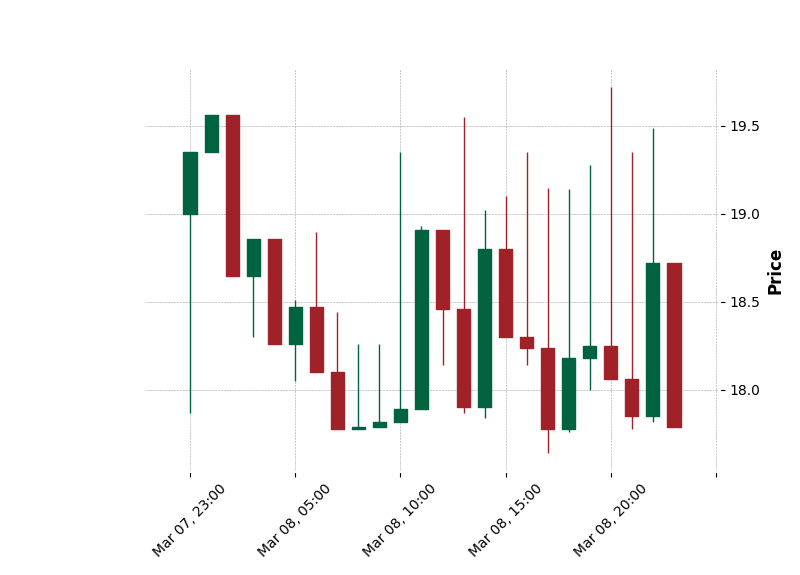 19.5
19.0
18.5
18.0
Price
Mar 07, 23:00
Mar 08, 05:00
Mar 08, 10:00
Mar 08, 15:00
Mar 08, 20:00